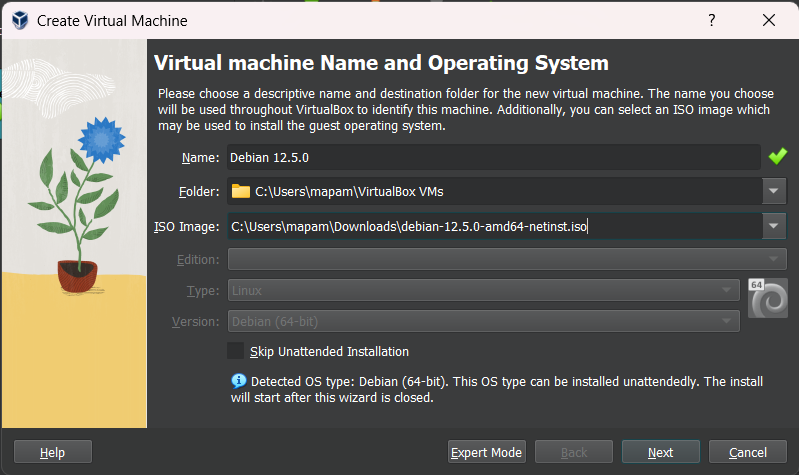 Create Virtual Machine
?
Virtual machine Name and Operating System
Please choose a descriptive name and destination folder for the new virtual machine. The name you choose
will be used throughout VirtualBox to identify this machine. Additionally, you can select an ISO image which
may be used to install the guest operating system.
Name: Debian 12.5.0
Folder: C:\Users\mapam\VirtualBox VMs
ISO Image: C:\Users\mapam\Downloads\debian-12.5.0-amd64-netinst.iso
Edition:
Type: Linux
64
Version: Debian (64-bit)
Skip Unattended Installation
Detected OS type: Debian (64-bit). This OS type can be installed unattendedly. The install
will start after this wizard is closed.
Help Expert Mode Back Next Cancel